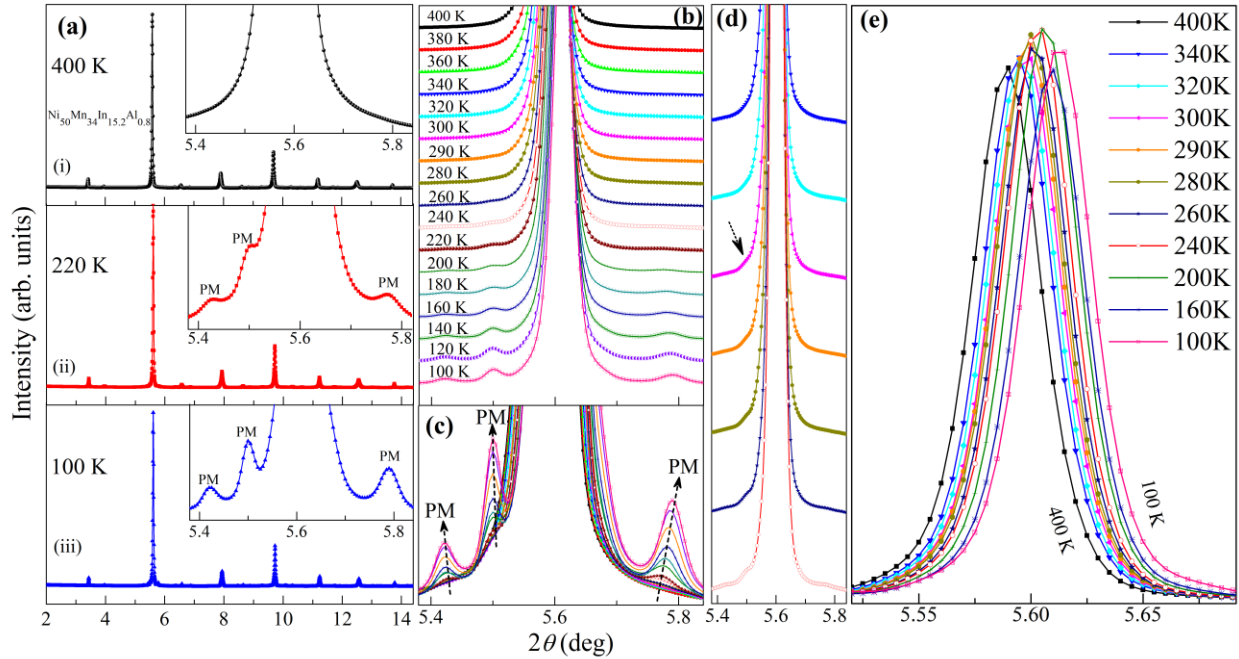 (a)
400 K
Ni50Mn34In15.2Al0.8
(i)
5.4 5.6 5.8
220 K
PM
PM
PM
(ii)
5.4 5.6 5.8
100 K
PM
PM
PM
(iii)
5.4 5.6 5.8
2 4 6 8 10 12 14
Intensity (arb. units)
(b)
400 K
380 K
360 K
340 K
320 K
300 K
290 K
280 K
260 K
240 K
220 K
200 K
180 K
160 K
140 K
120 K
100 K
(c)
PM
PM
PM
5.4 5.6 5.8
2θ (deg)
(d)
5.4 5.6 5.8
(e)
400K
340K
320K
300K
290K
280K
260K
240K
200K
160K
100K
100 K
400 K
5.55 5.60 5.65